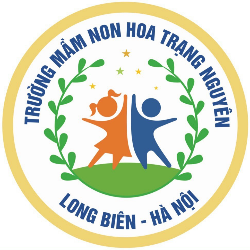 TRƯỜNG MẦM NON HOA TRẠNG NGUYÊN
LONG BIÊN - HÀ NỘI